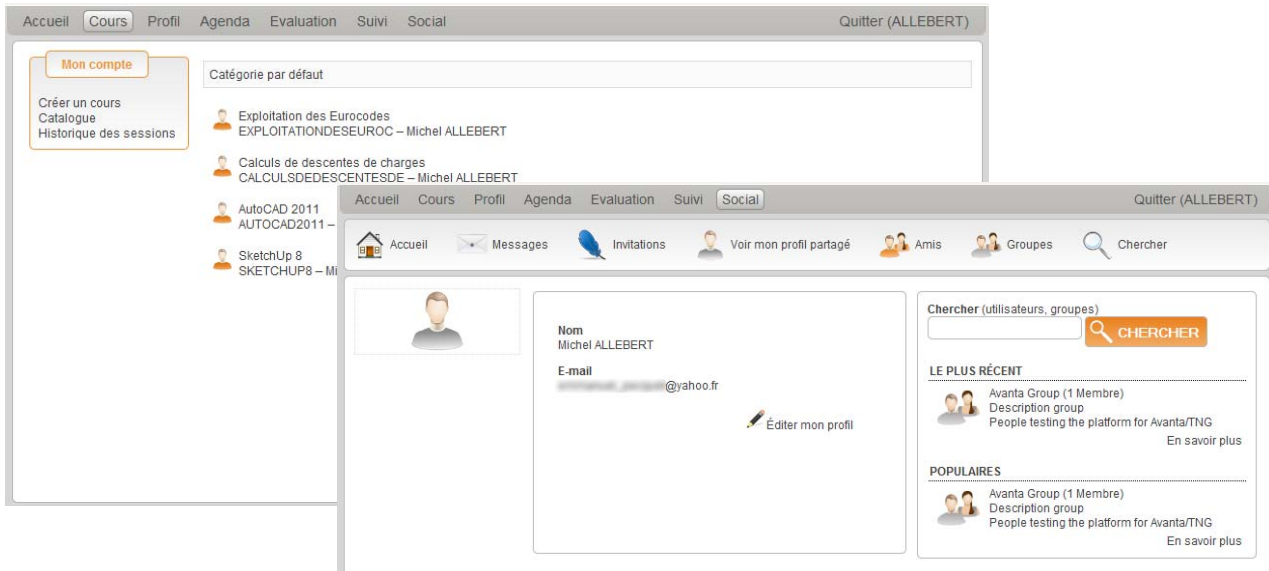 Accueil Cours Profil Agenda Evaluation Suivi Social Quitter (ALLEBERT)
Mon compte
Créer un cours
Catalogue
Historique des sessions
Catégorie par défaut
Exploitation des Eurocodes
EXPLOITATIONDESEUROC – Michel ALLEBERT
Calculs de descentes de charges
CALCULSDEDESCENTESDE – Michel ALLEBERT
AutoCAD 2011
AUTOCAD2011 –
SketchUp 8
SKETCHUP8 – Mi
Accueil Cours Profil Agenda Evaluation Suivi Social Quitter (ALLEBERT)
Accueil Messages Invitations Voir mon profil partagé Amis Groupes Chercher
Nom
Michel ALLEBERT
E-mail
@yahoo.fr
Éditer mon profil
Chercher (utilisateurs, groupes)
CHERCHER
LE PLUS RÉCENT
Avanta Group (1 Membre)
Description group
People testing the platform for Avanta/TNG
En savoir plus
POPULAIRES
Avanta Group (1 Membre)
Description group
People testing the platform for Avanta/TNG
En savoir plus